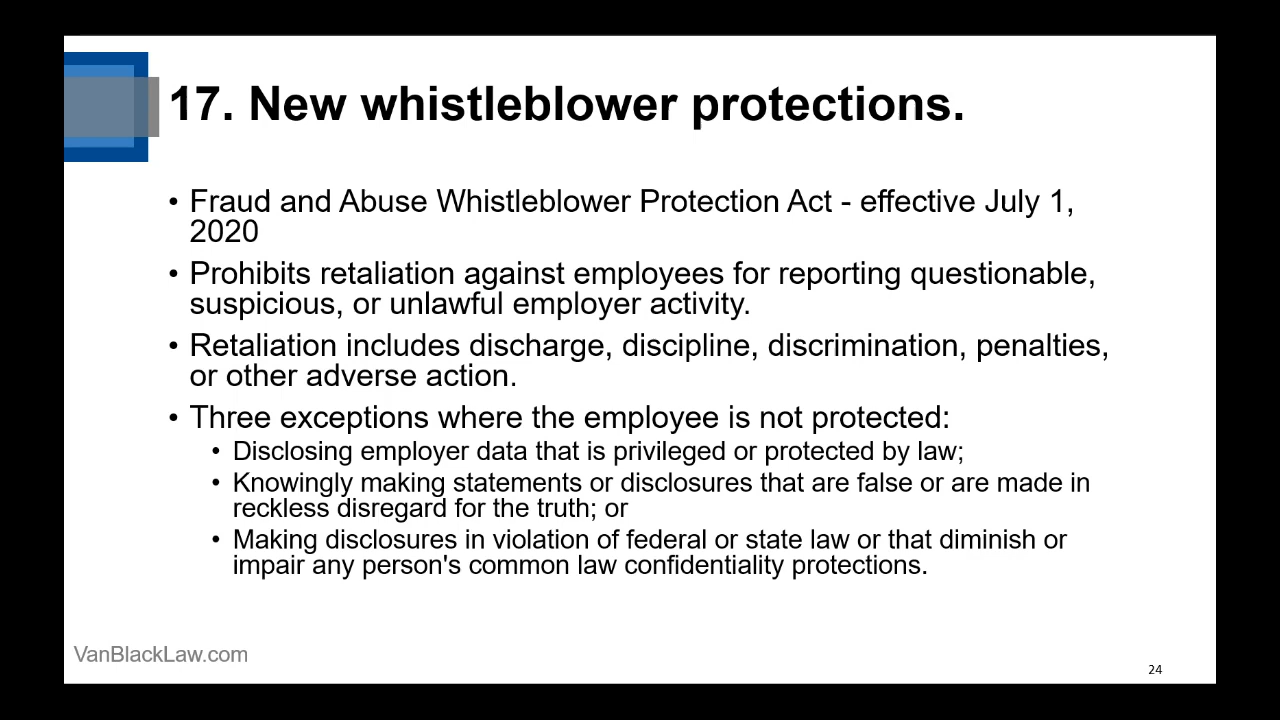 17. New whistleblower protections.
• Fraud and Abuse Whistleblower Protection Act - effective July 1,
2020
• Prohibits retaliation against employees for reporting questionable,
suspicious, or unlawful employer activity.
• Retaliation includes discharge, discipline, discrimination, penalties,
or other adverse action.
• Three exceptions where the employee is not protected:
• Disclosing employer data that is privileged or protected by law;
• Knowingly making statements or disclosures that are false or are made in
reckless disregard for the truth; or
• Making disclosures in violation of federal or state law or that diminish or
impair any person's common law confidentiality protections.
VanBlackLaw.com
24